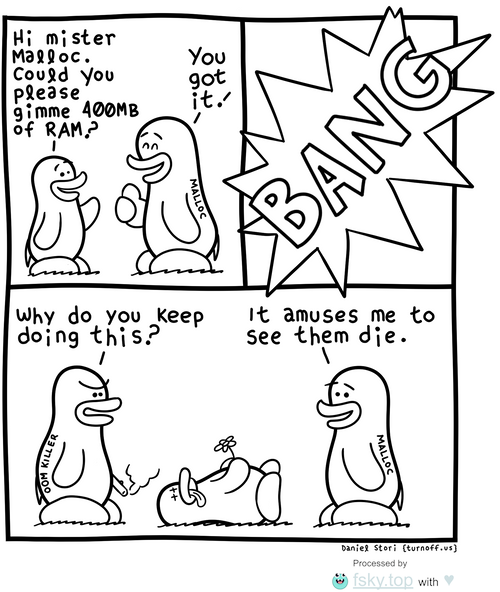 Hi mister
Malloc.
Could you
please
gimme 400MB
of RAM?
You
got
it!
MALLOC
BANG
Why do you keep
doing this?
It amuses me to
see them die.
OOM KILLER
MALLOC
Daniel Stori {turnoff.us}
Processed by
fsky.top with ♥